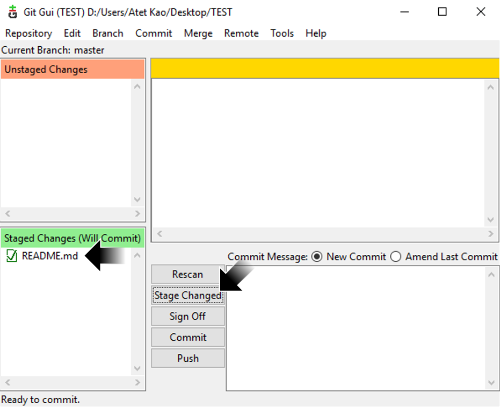 Git Gui (TEST) D:/Users/Atet Kao/Desktop/TEST
Repository Edit Branch Commit Merge Remote Tools Help
Current Branch: master
Unstaged Changes
Staged Changes (Will Commit)
README.md
Commit Message: New Commit Amend Last Commit
Rescan
Stage Changed
Sign Off
Commit
Push
Ready to commit.